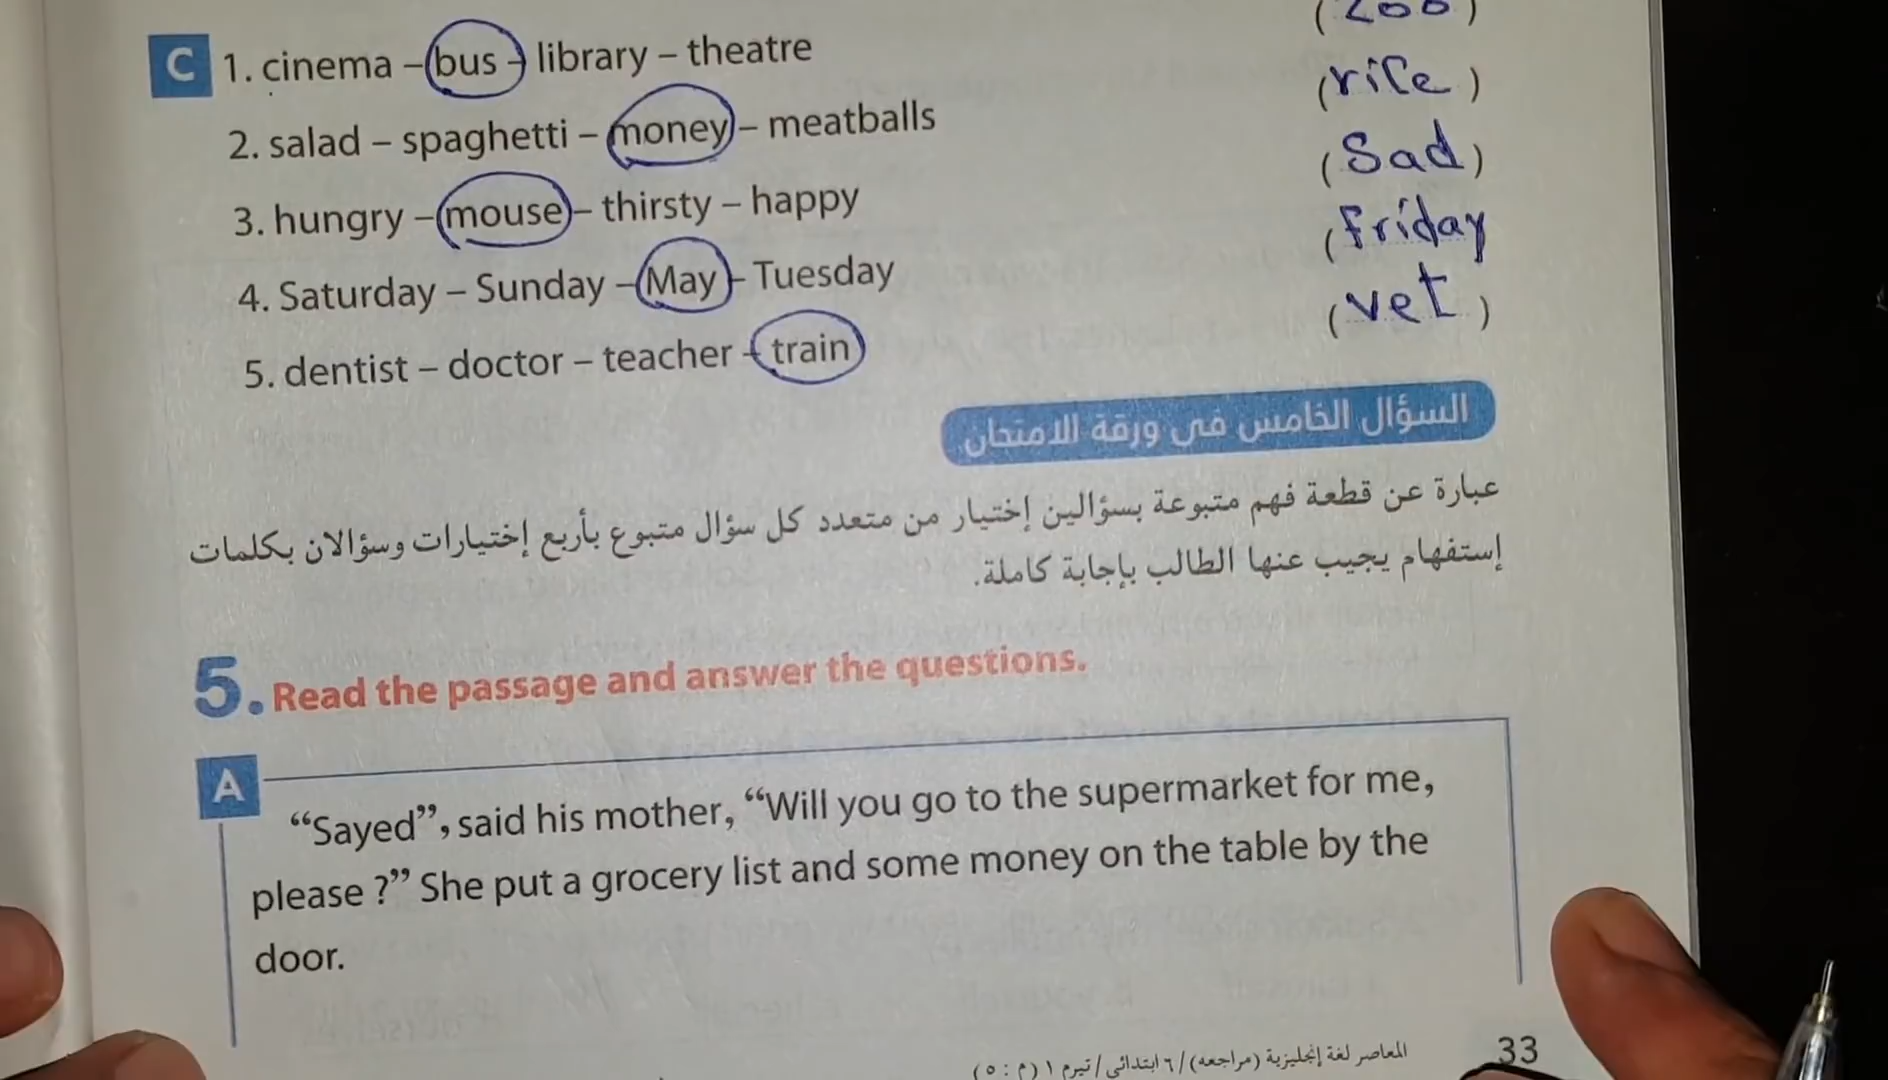 C 1. cinema – bus – library – theatre (zoo)
2. salad – spaghetti – money – meatballs (rice)
3. hungry – mouse – thirsty – happy (Sad)
4. Saturday – Sunday – May – Tuesday (Friday
5. dentist – doctor – teacher – train (vet)
السؤال الخامس فى ورقة الامتحان
عبارة عن قطعة فهم متبوعة بسؤالين إختيار من متعدد كل سؤال متبوع بأربع إختيارات وسؤالان بكلمات
إستفهام يجيب عنها الطالب بإجابة كاملة.
5. Read the passage and answer the questions.
A
“Sayed”, said his mother, “Will you go to the supermarket for me,
please ?” She put a grocery list and some money on the table by the
door.
المعاصر لغة إنجليزية (مراجعه) / ٦ ابتدائى / تيرم ١ (م : ٥) 33